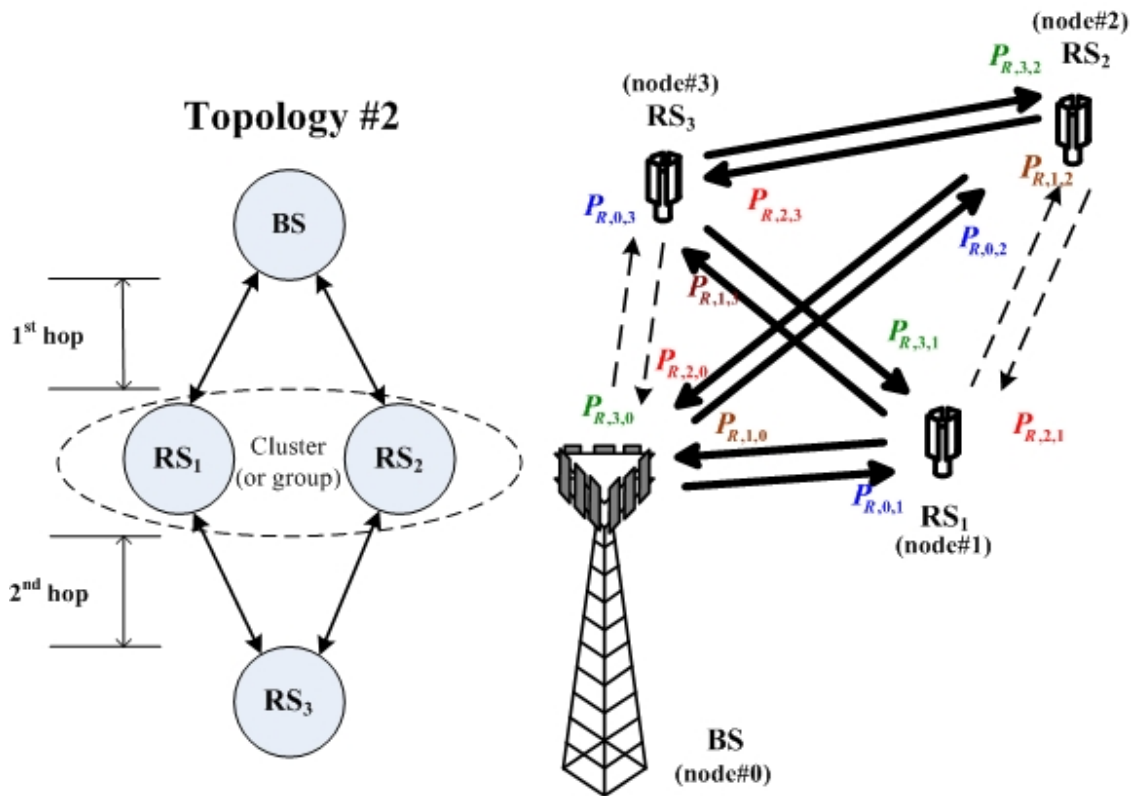 Topology #2
BS
1st hop
RS1
Cluster
(or group)
RS2
2nd hop
RS3
(node#2)
RS2
PR,3,2
(node#3)
RS3
PR,1,2
PR,0,3
PR,2,3
PR,0,2
PR,1,3
PR,3,1
PR,2,0
PR,3,0
PR,1,0
PR,2,1
PR,0,1
RS1
(node#1)
BS
(node#0)